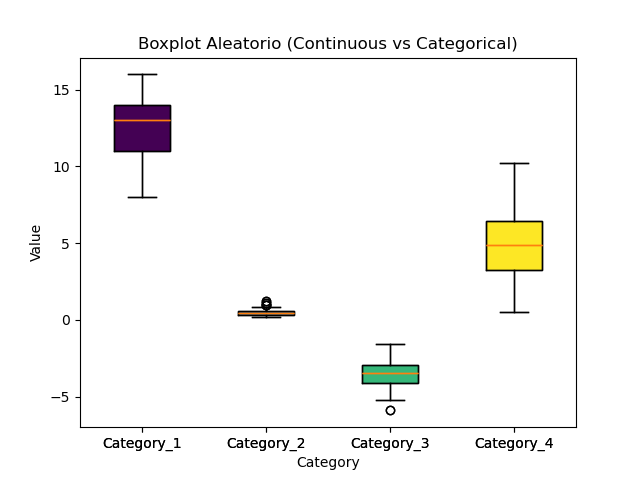 Boxplot Aleatorio (Continuous vs Categorical)
15
10
5
0
−5
Value
Category_1 Category_2 Category_3 Category_4
Category